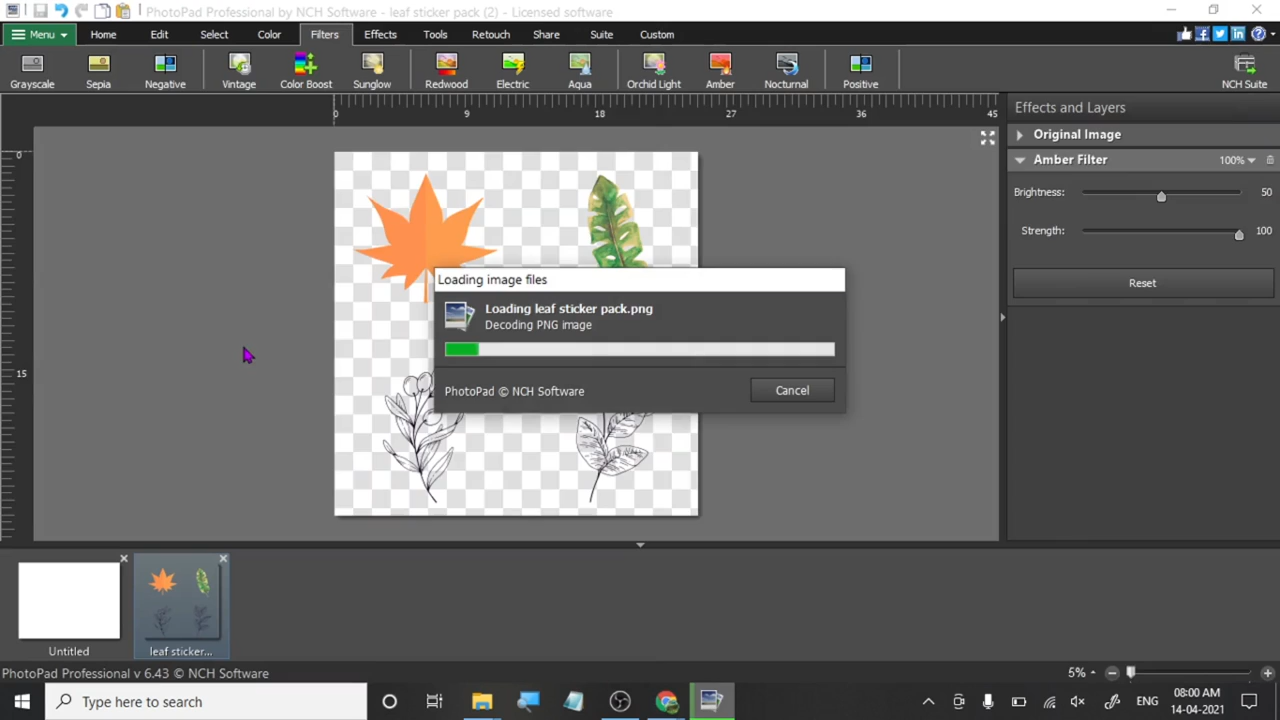 PhotoPad Professional by NCH Software - leaf sticker pack (2) - Licensed software
Menu Home Edit Select Color Filters Effects Tools Retouch Share Suite Custom
Grayscale Sepia Negative Vintage Color Boost Sunglow Redwood Electric Aqua Orchid Light Amber Nocturnal Positive NCH Suite
0 9 18 27 36 45
Effects and Layers
Original Image
Amber Filter 100%
Brightness: 50
Strength: 100
Reset
0
15
Loading image files
Loading leaf sticker pack.png
Decoding PNG image
PhotoPad © NCH Software Cancel
Untitled leaf sticker...
PhotoPad Professional v 6.43 © NCH Software 5%
Type here to search ENG 08:00 AM
14-04-2021